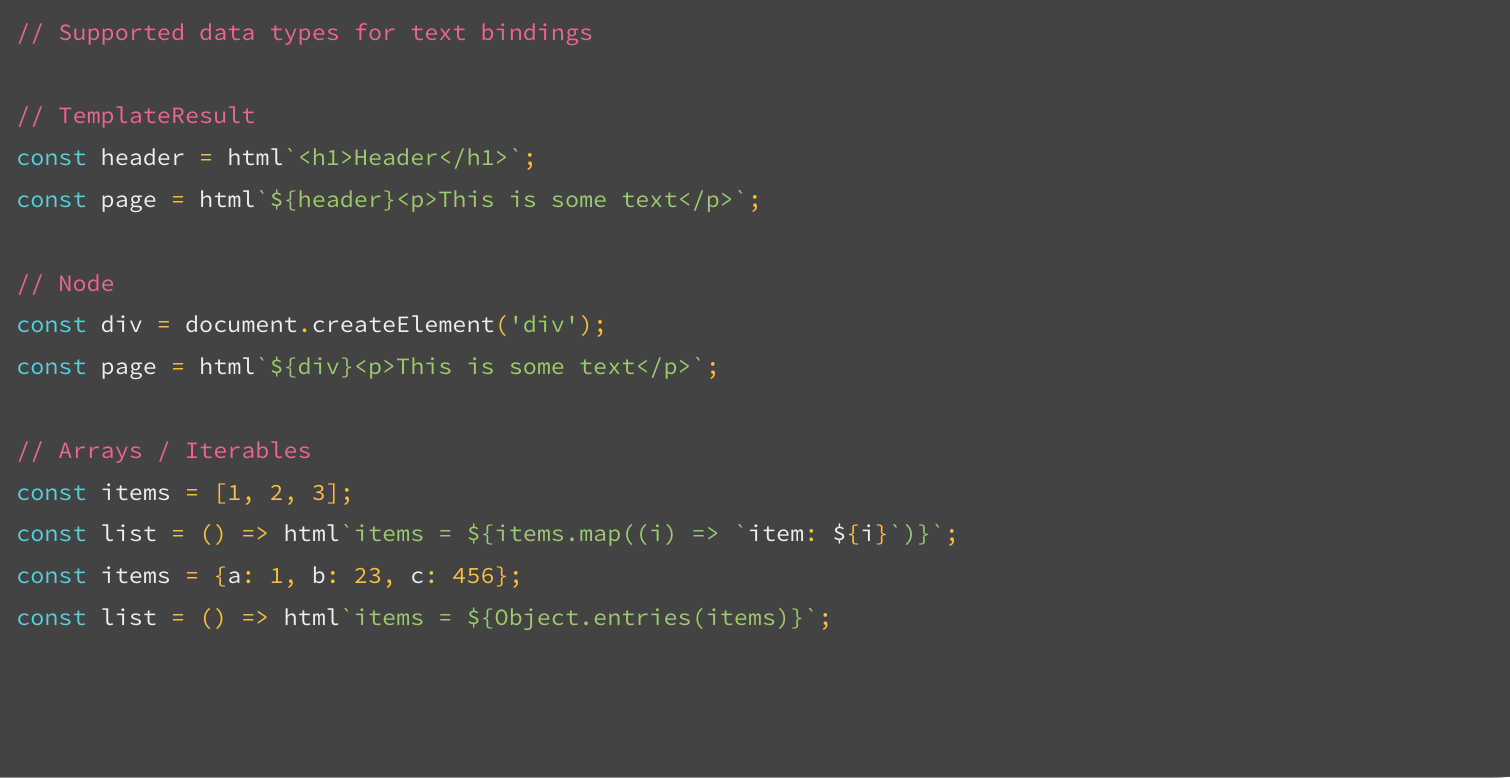 // Supported data types for text bindings
// TemplateResult
const header = html`<h1>Header</h1>`;
const page = html`${header}<p>This is some text</p>`;
// Node
const div = document.createElement('div');
const page = html`${div}<p>This is some text</p>`;
// Arrays / Iterables
const items = [1, 2, 3];
const list = () => html`items = ${items.map((i) => `item: ${i}`)}`;
const items = {a: 1, b: 23, c: 456};
const list = () => html`items = ${Object.entries(items)}`;